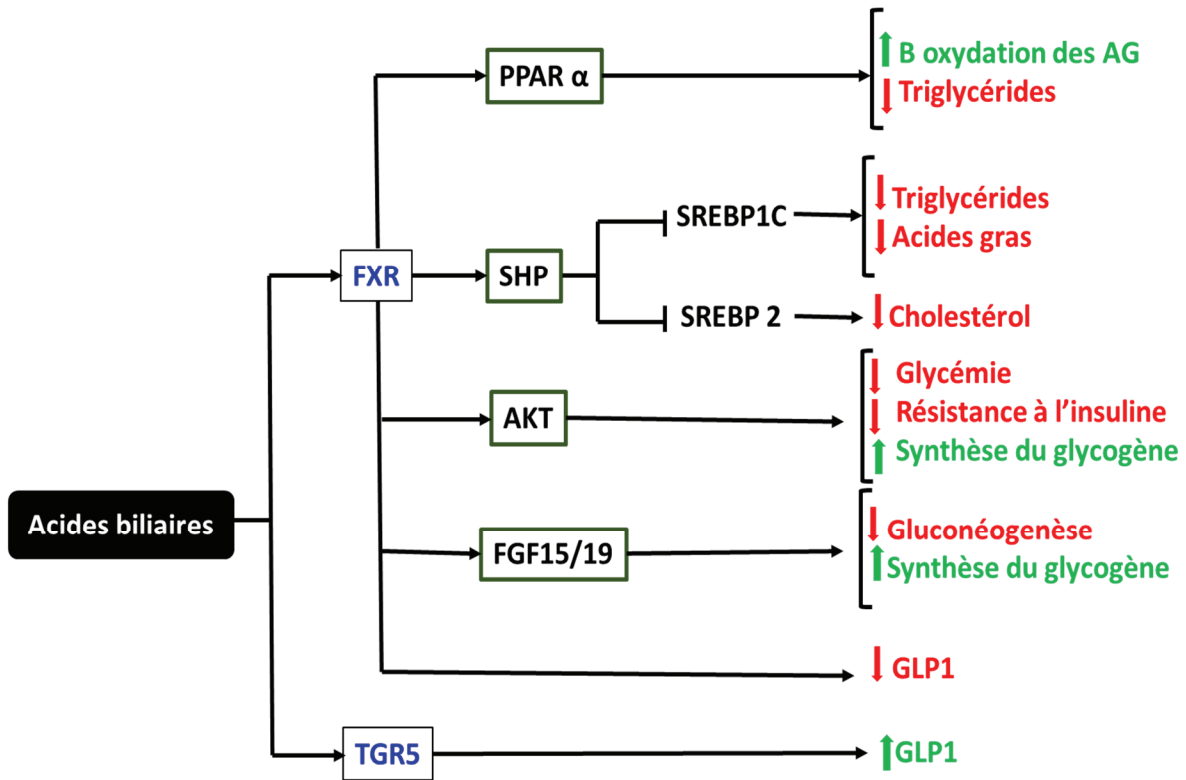 B oxydation des AG
PPAR α
Triglycérides
Triglycérides
SREBP1C
Acides gras
FXR
SHP
SREBP 2
Cholestérol
Glycémie
AKT
Résistance à l'insuline
Synthèse du glycogène
Acides biliaires
Gluconéogenèse
FGF15/19
Synthèse du glycogène
GLP1
TGR5
GLP1